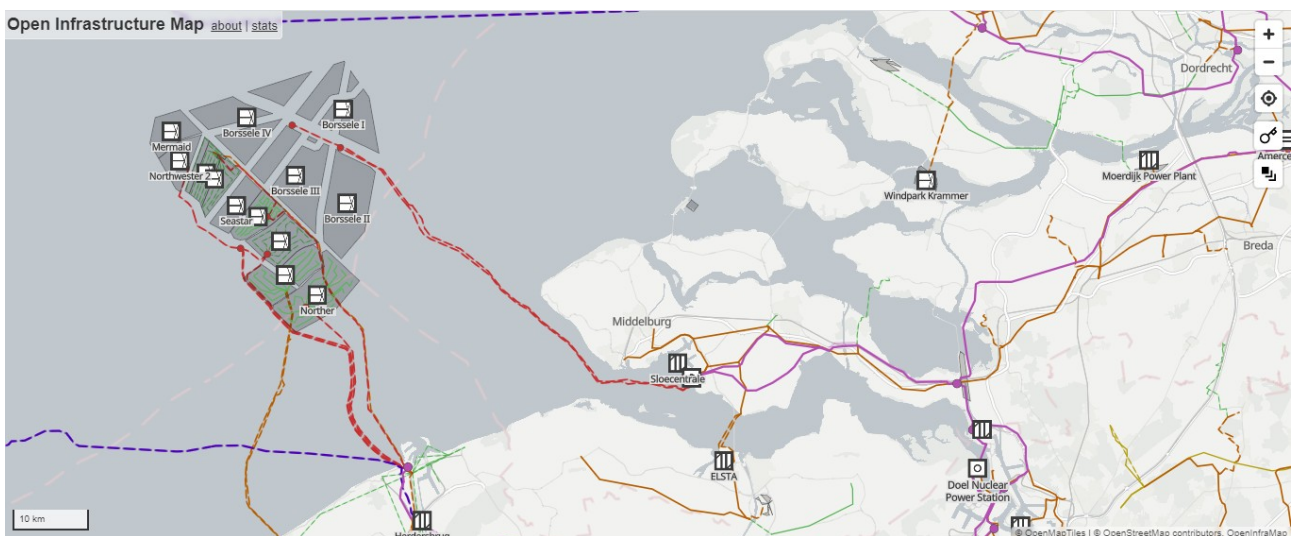 Open Infrastructure Map about | stats
Dordrecht
Borssele IV
Borssele I
Mermaid
Northwester 2
Borssele III
Borssele II
Seastar
Norther
Windpark Krammer
Moerdijk Power Plant
Breda
Middelburg
Sloecentrale
ELSTA
Doel Nuclear
Power Station
10 km
© OpenMapTiles | © OpenStreetMap contributors, OpenInfraMap